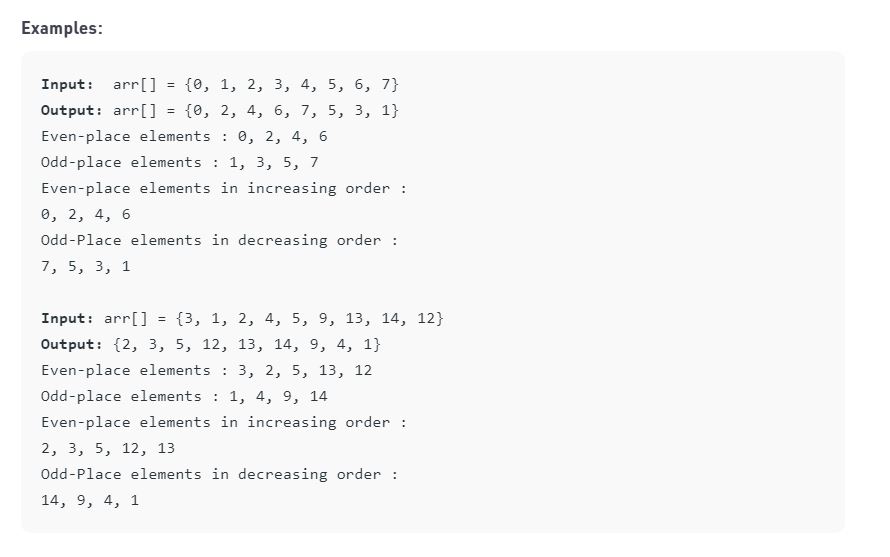 Examples:
Input:  arr[] = {0, 1, 2, 3, 4, 5, 6, 7}
Output: arr[] = {0, 2, 4, 6, 7, 5, 3, 1}
Even-place elements : 0, 2, 4, 6
Odd-place elements : 1, 3, 5, 7
Even-place elements in increasing order :
0, 2, 4, 6
Odd-Place elements in decreasing order :
7, 5, 3, 1
Input: arr[] = {3, 1, 2, 4, 5, 9, 13, 14, 12}
Output: {2, 3, 5, 12, 13, 14, 9, 4, 1}
Even-place elements : 3, 2, 5, 13, 12
Odd-place elements : 1, 4, 9, 14
Even-place elements in increasing order :
2, 3, 5, 12, 13
Odd-Place elements in decreasing order :
14, 9, 4, 1